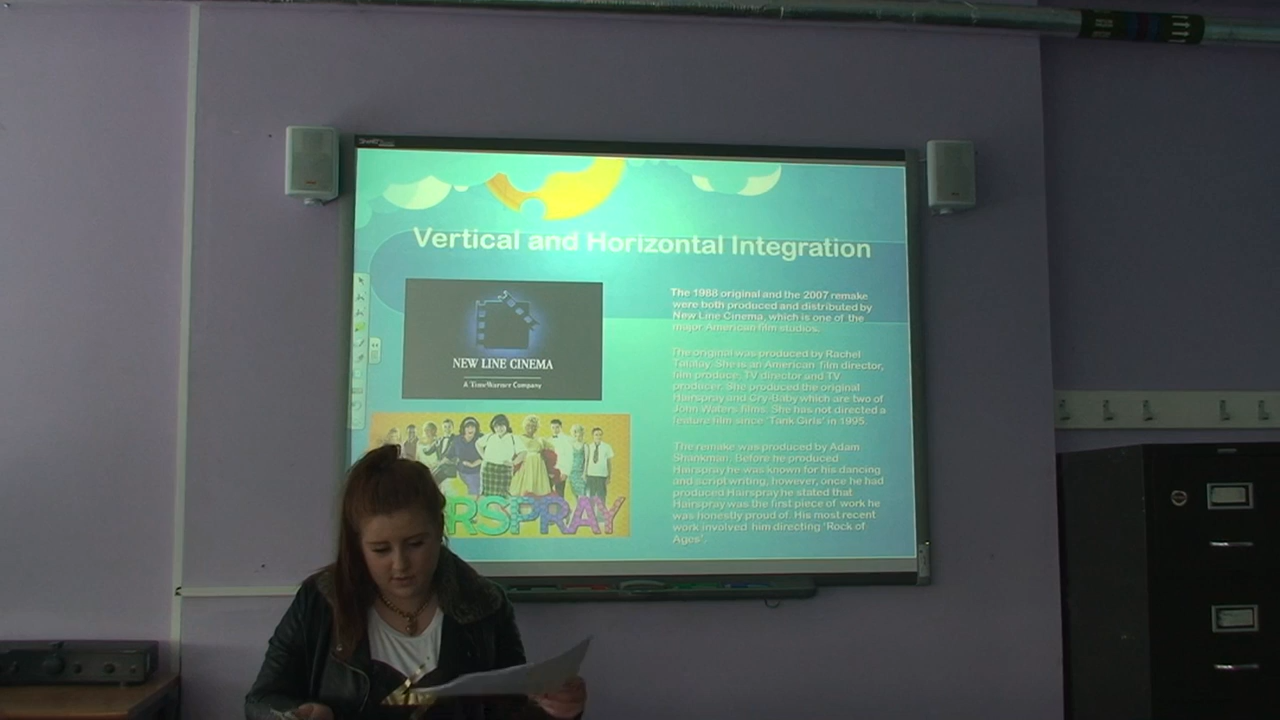 Vertical and Horizontal Integration
NEW LINE CINEMA
A TimeWarner Company
RSPRAY
The 1988 original and the 2007 remake
were both produced and distributed by
New Line Cinema, which is one of the
major American film studios.
The original was produced by Rachel
Talalay. She is an American film director,
film produce, TV director and TV
producer. She produced the original
Hairspray and Cry-Baby which are two of
John Waters films. She has not directed a
feature film since 'Tank Girls' in 1995.
The remake was produced by Adam
Shankman. Before he produced
Hairspray he was known for his dancing
and script writing, however, once he had
produced Hairspray he stated that
Hairspray was the first piece of work he
was honestly proud of. His most recent
work involved him directing 'Rock of
Ages'.